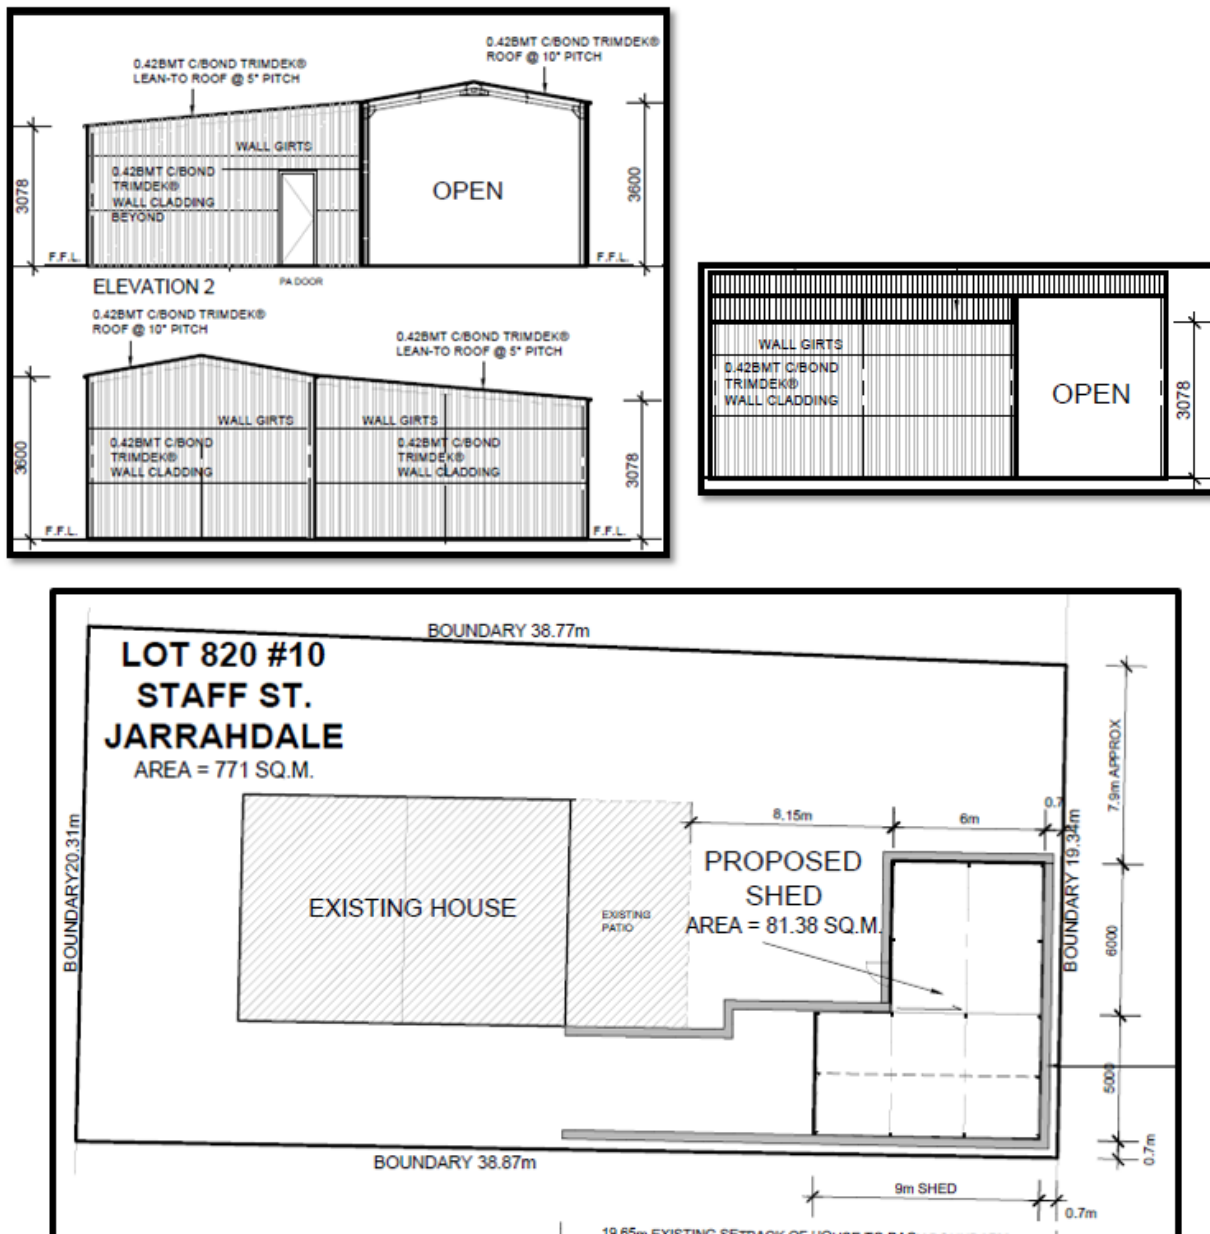 0.42BMT C/BOND TRIMDEK®
LEAN-TO ROOF @ 5° PITCH
0.42BMT C/BOND TRIMDEK®
ROOF @ 10° PITCH
WALL GIRTS
0.42BMT C/BOND
TRIMDEK®
WALL CLADDING
BEYOND
OPEN
3078
3600
F.F.L.
F.F.L.
ELEVATION 2
PA DOOR
0.42BMT C/BOND TRIMDEK®
ROOF @ 10° PITCH
0.42BMT C/BOND TRIMDEK®
LEAN-TO ROOF @ 5° PITCH
WALL GIRTS
WALL GIRTS
0.42BMT C/BOND
TRIMDEK®
WALL CLADDING
0.42BMT C/BOND
TRIMDEK®
WALL CLADDING
3600
3078
F.F.L.
F.F.L.
WALL GIRTS
0.42BMT C/BOND
TRIMDEK®
WALL CLADDING
OPEN
3078
BOUNDARY 38.77m
LOT 820 #10
STAFF ST.
JARRAHDALE
AREA = 771 SQ.M.
7.9m APPROX
8.15m
6m
0.7
BOUNDARY 20.31m
BOUNDARY 19.34m
PROPOSED
SHED
AREA = 81.38 SQ.M.
EXISTING HOUSE
EXISTING
PATIO
6000
5000
0.7m
BOUNDARY 38.87m
9m SHED
0.7m